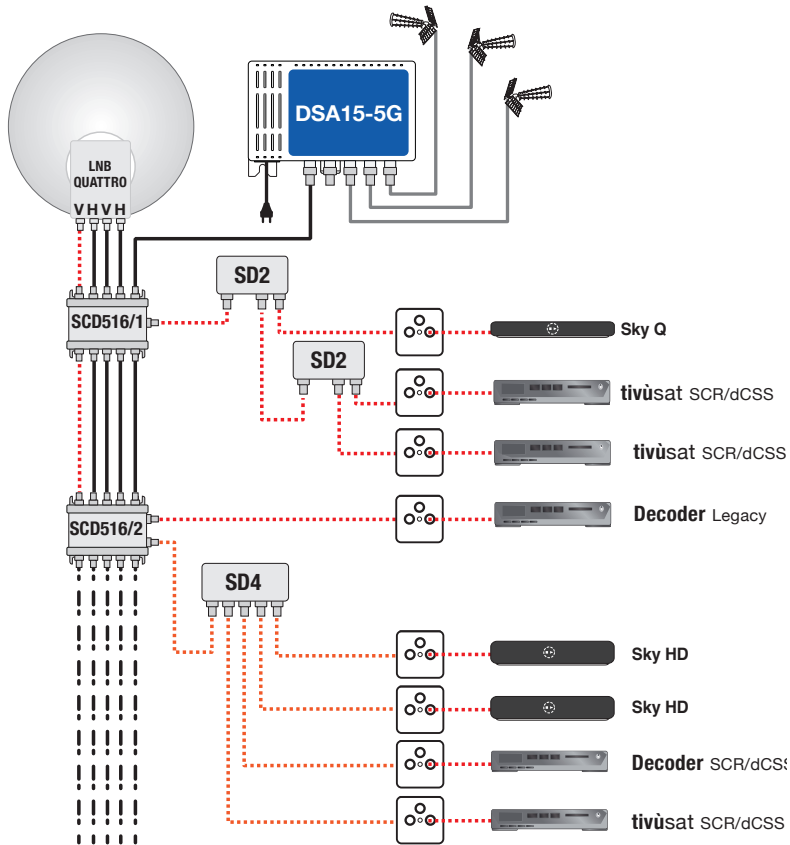 DSA15-5G
LNB
QUATTRO
V H V H
SD2
SCD516/1
Sky Q
SD2
tivùsat SCR/dCSS
tivùsat SCR/dCSS
Decoder Legacy
SCD516/2
SD4
Sky HD
Sky HD
Decoder SCR/dCSS
tivùsat SCR/dCSS